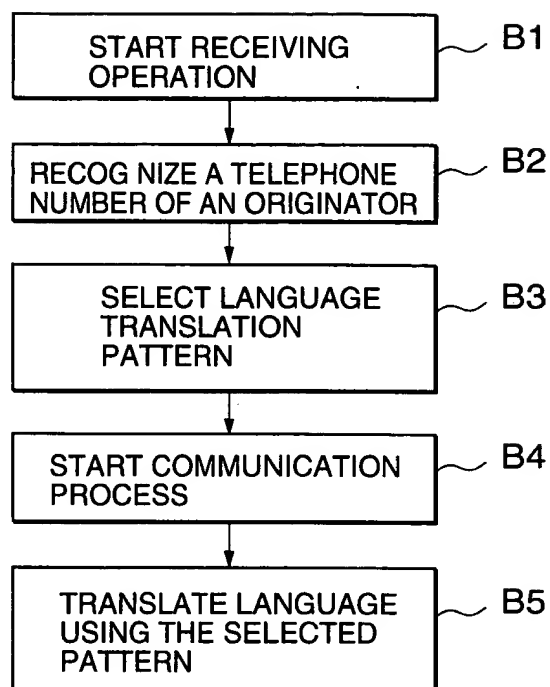 START RECEIVING
OPERATION
B1
RECOG NIZE A TELEPHONE
NUMBER OF AN ORIGINATOR
B2
SELECT LANGUAGE
TRANSLATION
PATTERN
B3
START COMMUNICATION
PROCESS
B4
TRANSLATE LANGUAGE
USING THE SELECTED
PATTERN
B5